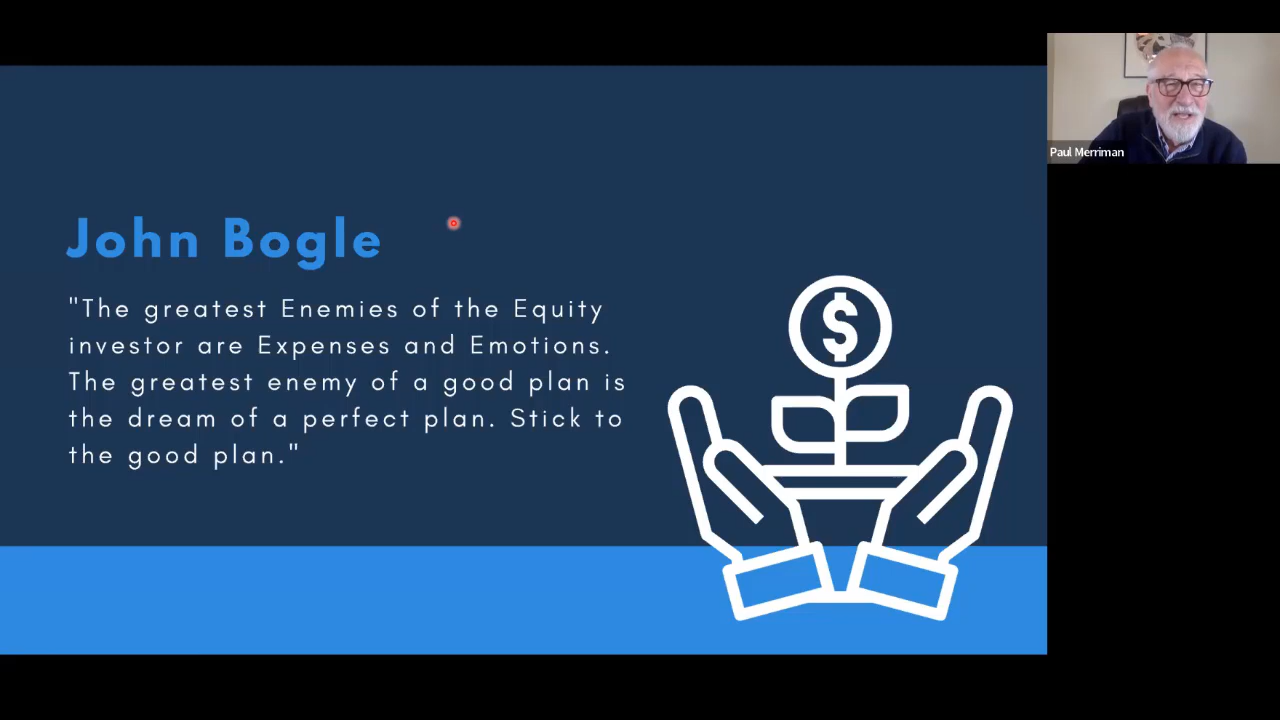 John Bogle
"The greatest Enemies of the Equity
investor are Expenses and Emotions.
The greatest enemy of a good plan is
the dream of a perfect plan. Stick to
the good plan."
$
Paul Merriman